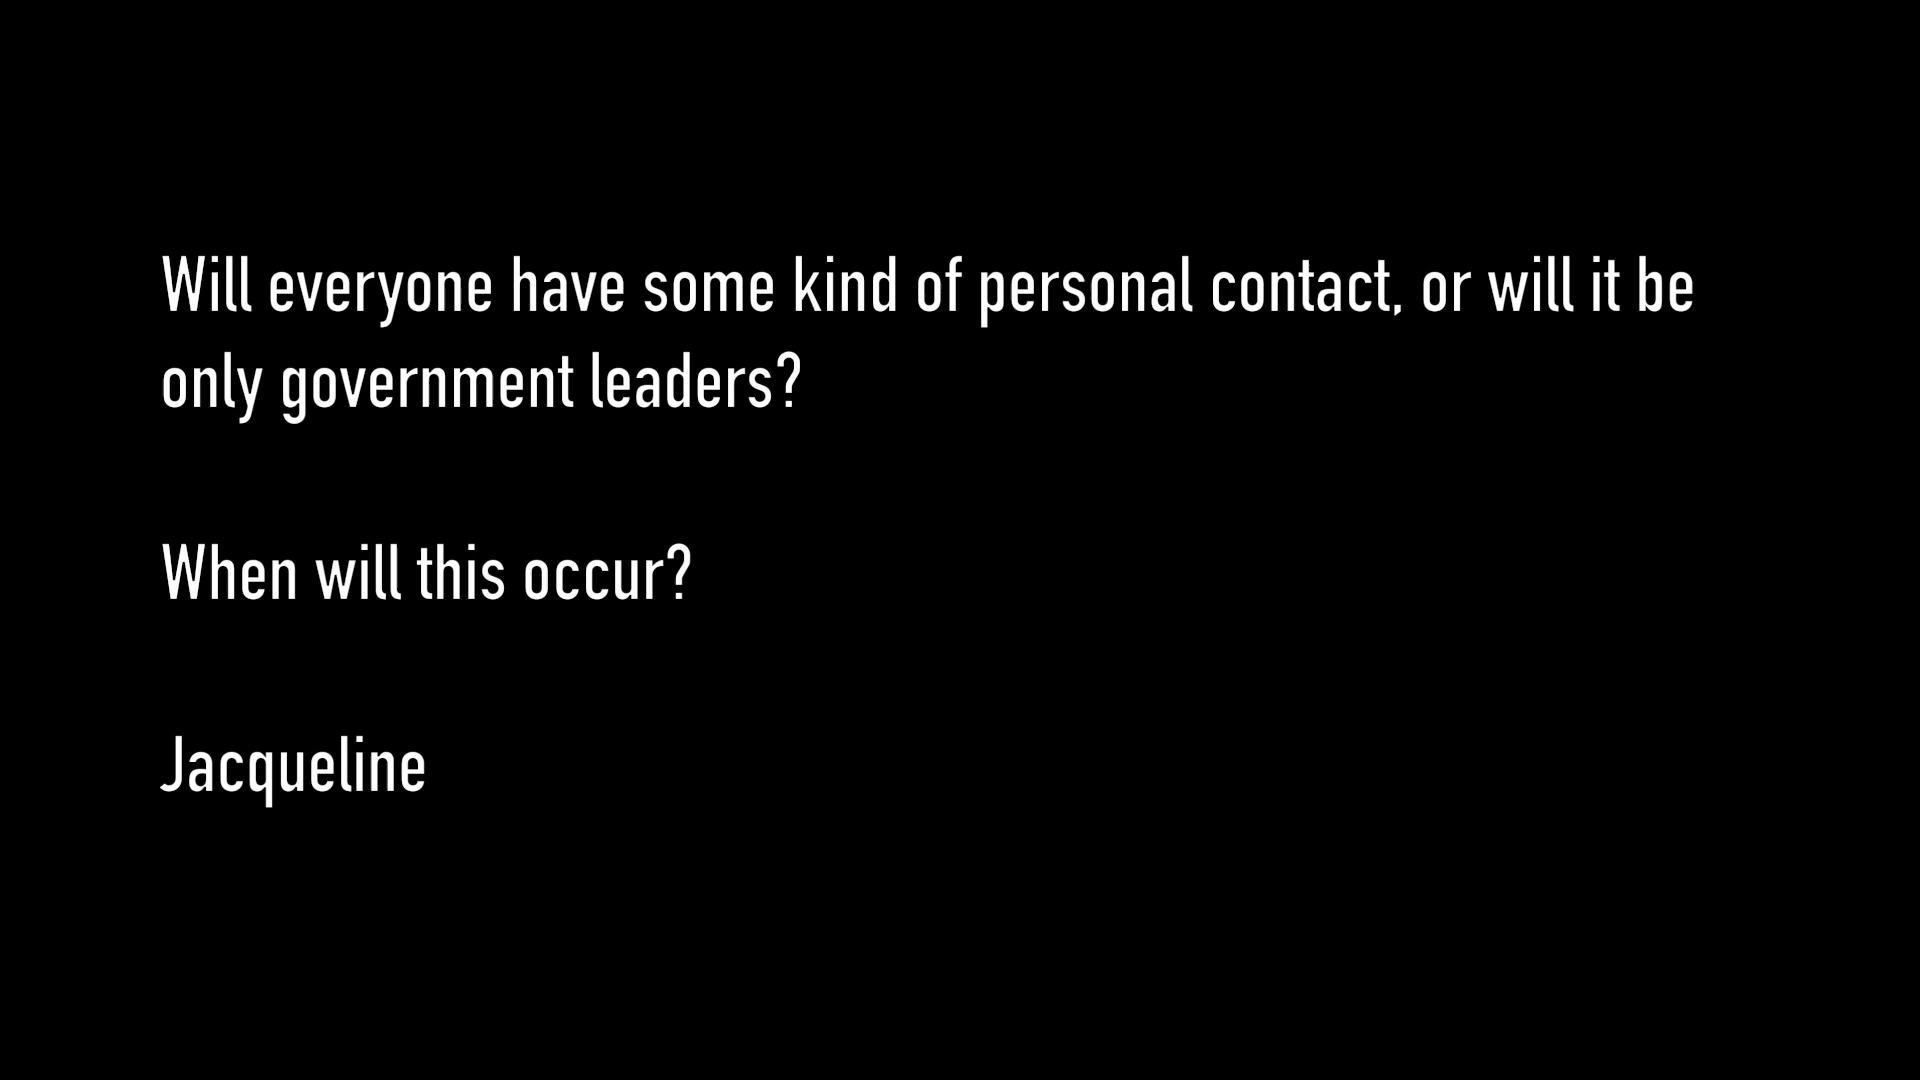 Will everyone have some kind of personal contact, or will it be
only government leaders?
When will this occur?
Jacqueline